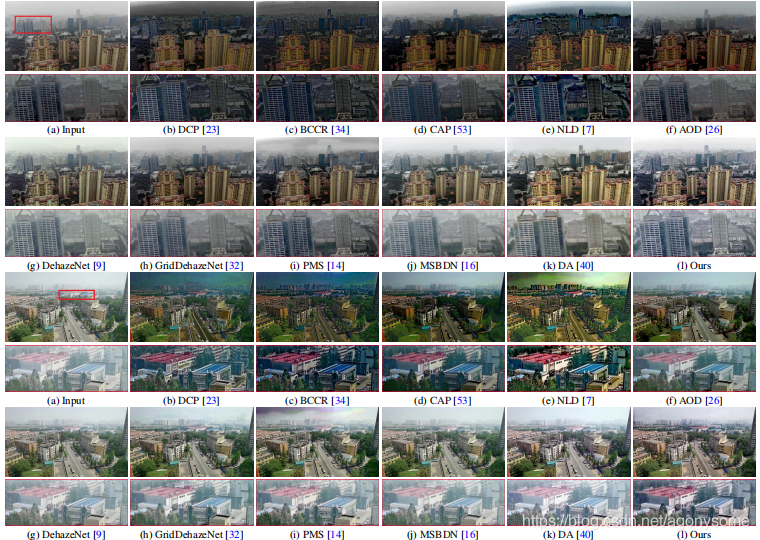 (a) Input (b) DCP [23] (c) BCCR [34] (d) CAP [53] (e) NLD [7] (f) AOD [26]
(g) DehazeNet [9] (h) GridDehazeNet [32] (i) PMS [14] (j) MSBDN [16] (k) DA [40] (l) Ours
(a) Input (b) DCP [23] (c) BCCR [34] (d) CAP [53] (e) NLD [7] (f) AOD [26]
https://blog.csdn.net/agonysome
(g) DehazeNet [9] (h) GridDehazeNet [32] (i) PMS [14] (j) MSBDN [16] (k) DA [40] (l) Ours